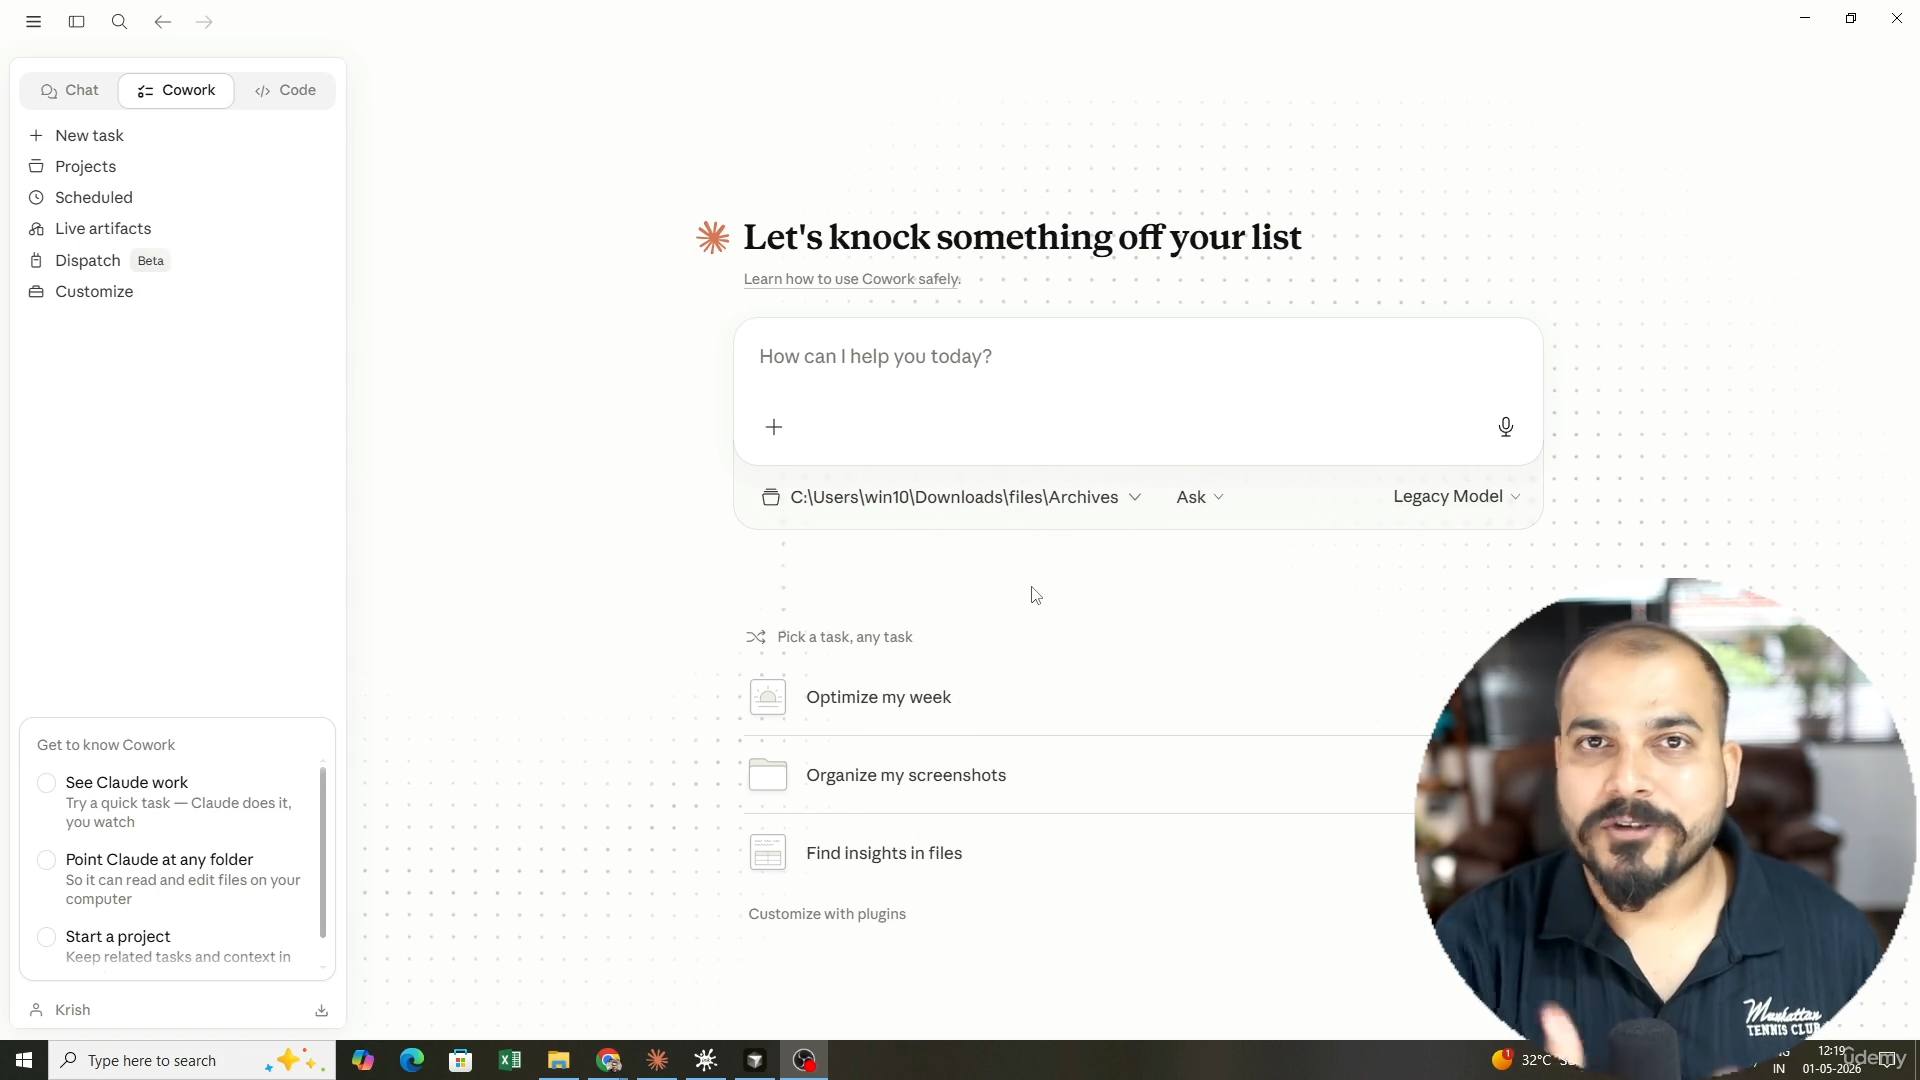 Chat
Cowork
Code
New task
Projects
Scheduled
Live artifacts
Dispatch Beta
Customize
Let's knock something off your list
Learn how to use Cowork safely.
How can I help you today?
C:\Users\win10\Downloads\files\Archives
Ask
Legacy Model
Pick a task, any task
Optimize my week
Organize my screenshots
Find insights in files
Customize with plugins
Get to know Cowork
See Claude work
Try a quick task — Claude does it,
you watch
Point Claude at any folder
So it can read and edit files on your
computer
Start a project
Keep related tasks and context in
Krish
Manhattan
TENNIS CLUB
Type here to search
1
32°C
IN
12:19
01-05-2026
ûdemy